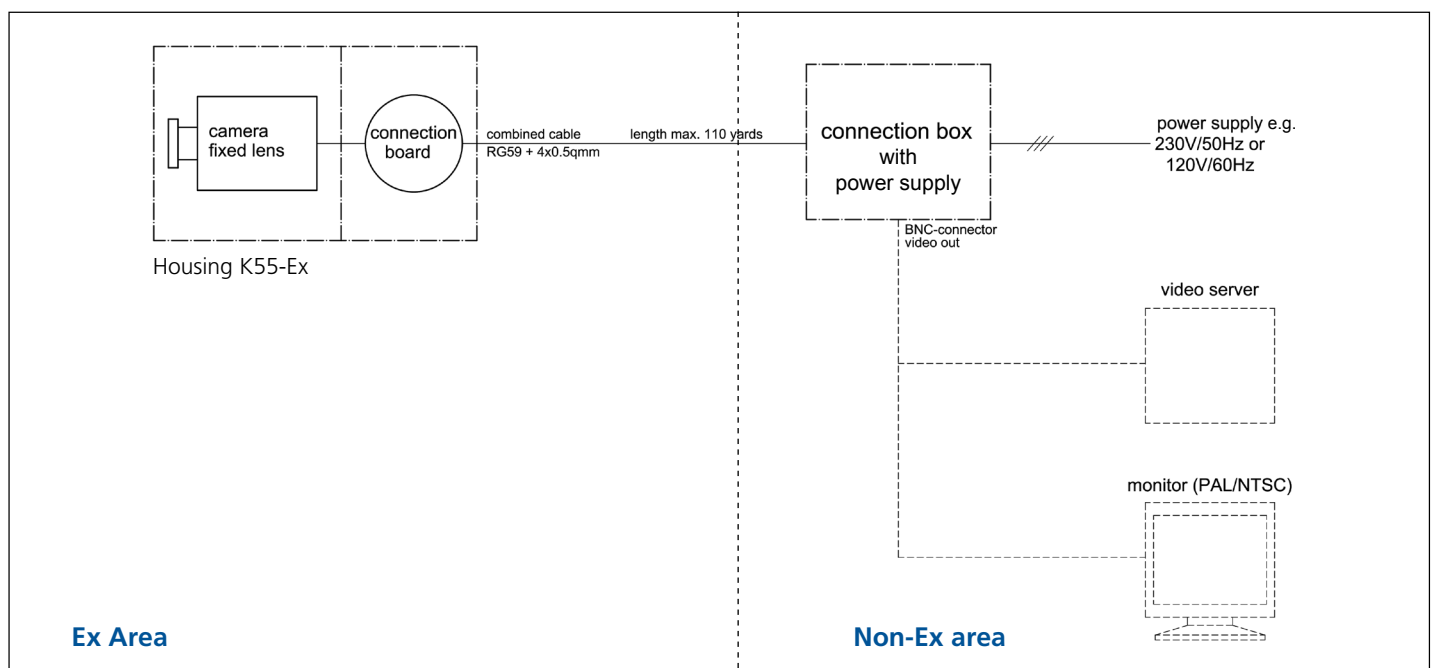 camera
fixed lens
connection
board
combined cable
RG59 + 4x0.5qmm
length max. 110 yards
connection box
with
power supply
power supply e.g.
230V/50Hz or
120V/60Hz
Housing K55-Ex
BNC-connector
video out
video server
monitor (PAL/NTSC)
Ex Area
Non-Ex area